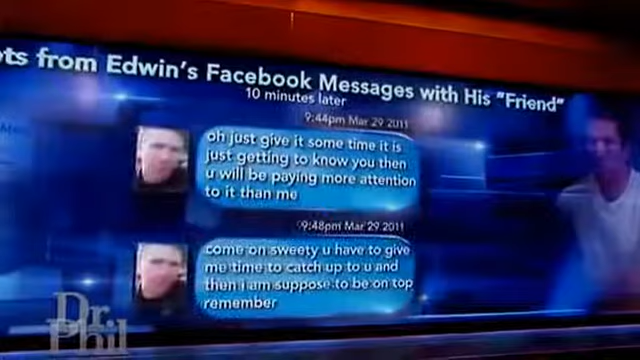 ots from Edwin's Facebook Messages with His "Friend"
10 minutes later
9:44pm Mar 29 2011
oh just give it some time it is
just getting to know you then
u will be paying more attention
to it than me
9:48pm Mar 29 2011
come on sweety u have to give
me time to catch up to u and
then i am suppose to be on top
remember
Dr.
Phil